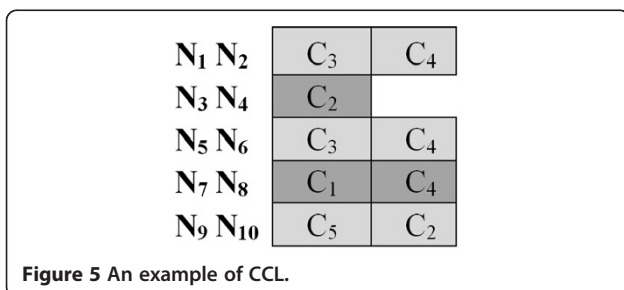 N₁ N₂ C₃ C₄
N₃ N₄ C₂
N₅ N₆ C₃ C₄
N₇ N₈ C₁ C₄
N₉ N₁₀ C₅ C₂
Figure 5 An example of CCL.